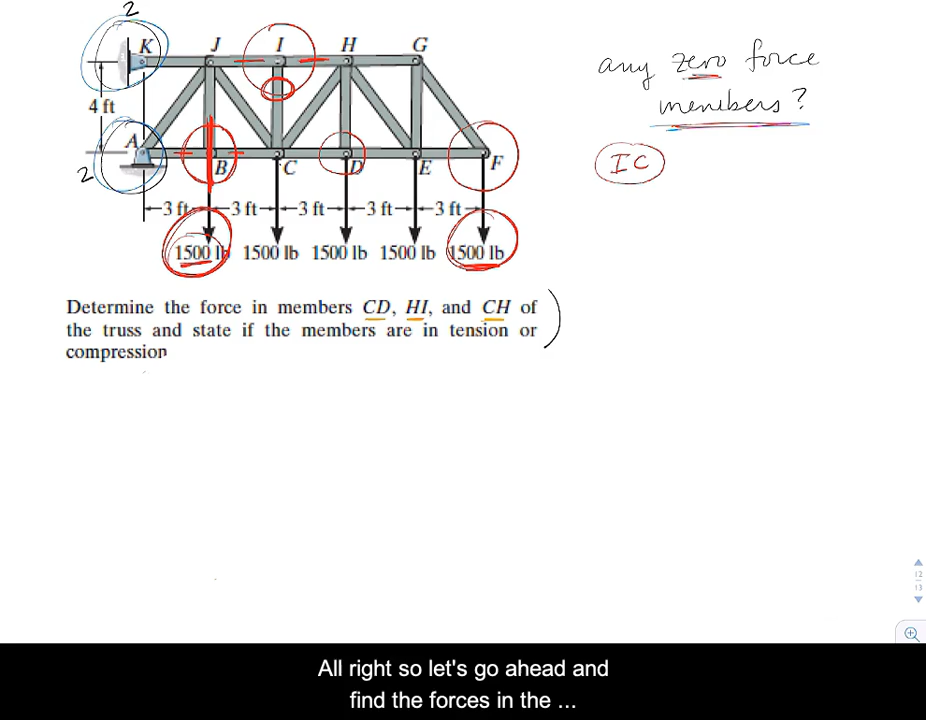 2
K J I H G
4 ft
A
2
B C D E F
3 ft 3 ft 3 ft 3 ft 3 ft
1500 lb 1500 lb 1500 lb 1500 lb 1500 lb
any zero force
members?
IC
Determine the force in members CD, HI, and CH of
the truss and state if the members are in tension or
compression
12
13
All right so let's go ahead and
find the forces in the ...